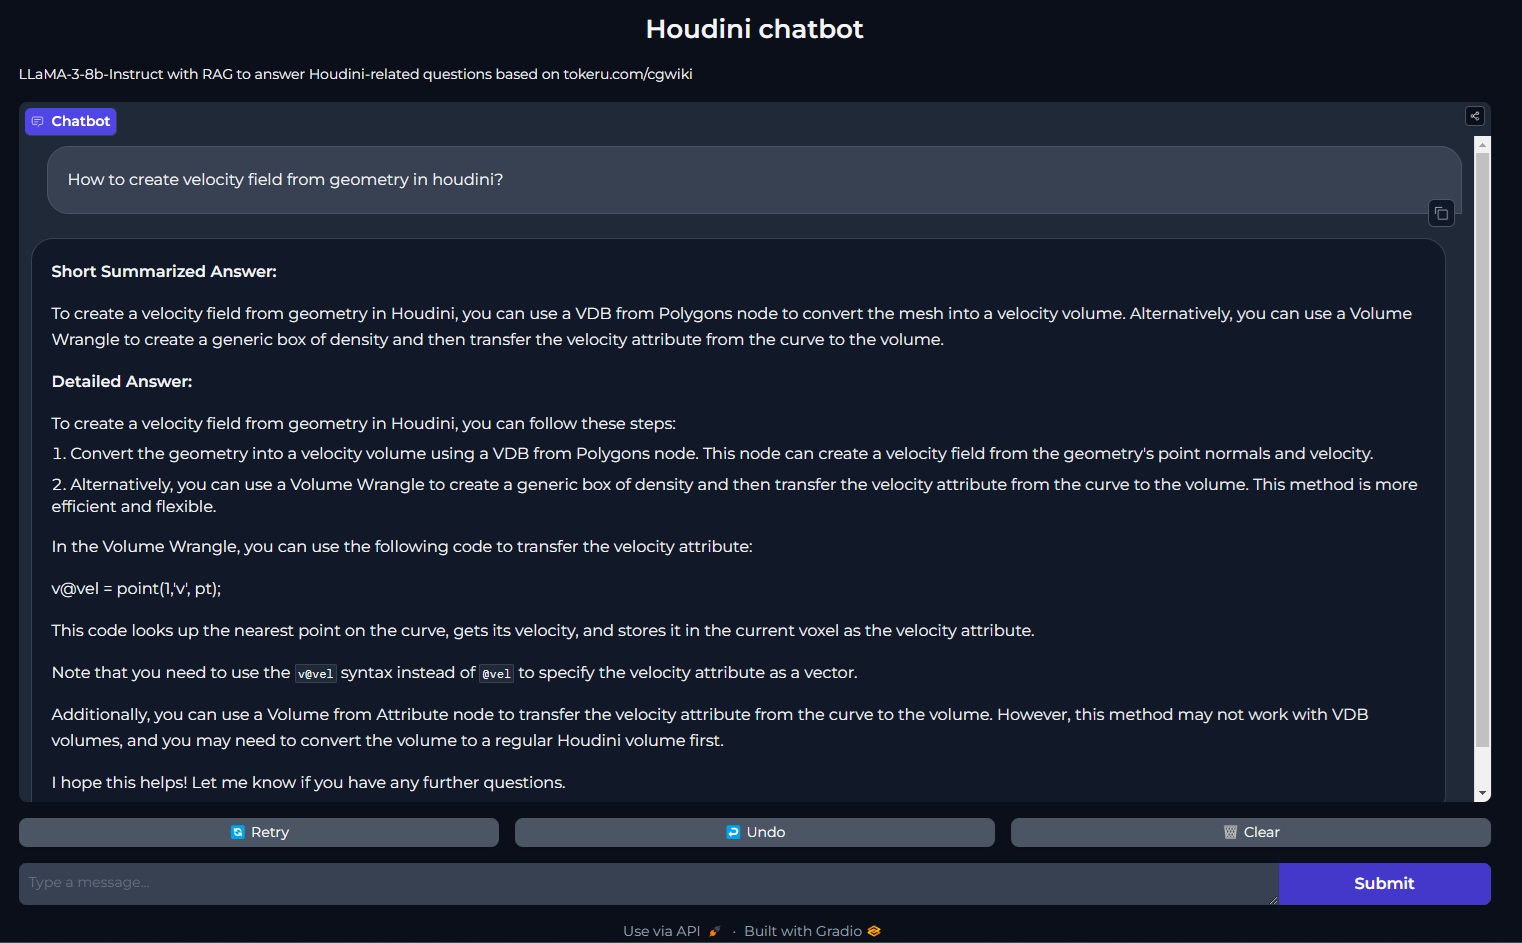 Houdini chatbot
LLaMA-3-8b-Instruct with RAG to answer Houdini-related questions based on tokeru.com/cgwiki
Chatbot
How to create velocity field from geometry in houdini?
Short Summarized Answer:
To create a velocity field from geometry in Houdini, you can use a VDB from Polygons node to convert the mesh into a velocity volume. Alternatively, you can use a Volume
Wrangle to create a generic box of density and then transfer the velocity attribute from the curve to the volume.
Detailed Answer:
To create a velocity field from geometry in Houdini, you can follow these steps:
1. Convert the geometry into a velocity volume using a VDB from Polygons node. This node can create a velocity field from the geometry's point normals and velocity.
2. Alternatively, you can use a Volume Wrangle to create a generic box of density and then transfer the velocity attribute from the curve to the volume. This method is more
efficient and flexible.
In the Volume Wrangle, you can use the following code to transfer the velocity attribute:
v@vel = point(1,'v', pt);
This code looks up the nearest point on the curve, gets its velocity, and stores it in the current voxel as the velocity attribute.
Note that you need to use the v@vel syntax instead of @vel to specify the velocity attribute as a vector.
Additionally, you can use a Volume from Attribute node to transfer the velocity attribute from the curve to the volume. However, this method may not work with VDB
volumes, and you may need to convert the volume to a regular Houdini volume first.
I hope this helps! Let me know if you have any further questions.
Retry
Undo
Clear
Type a message...
Submit
Use via API · Built with Gradio